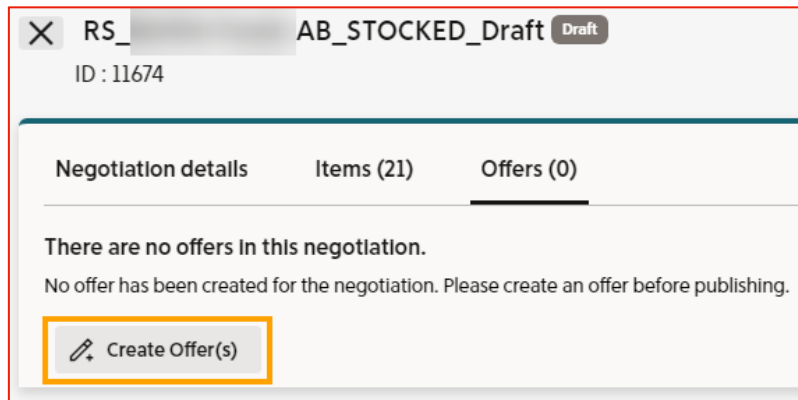 RS_ AB_STOCKED_Draft Draft
ID : 11674
Negotiation details Items (21) Offers (0)
There are no offers in this negotiation.
No offer has been created for the negotiation. Please create an offer before publishing.
Create Offer(s)